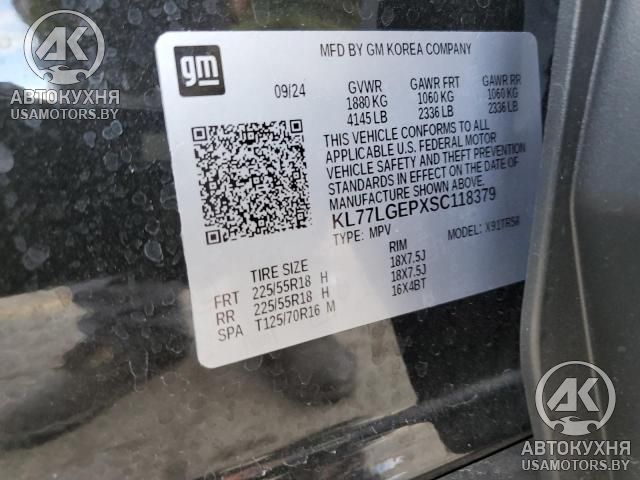 AK
АВТОКУХНЯ
USAMOTORS.BY
gm
MFD BY GM KOREA COMPANY
09/24 GVWR GAWR FRT GAWR RR
1880 KG 1060 KG 1060 KG
4145 LB 2336 LB 2336 LB
THIS VEHICLE CONFORMS TO ALL
APPLICABLE U.S. FEDERAL MOTOR
VEHICLE SAFETY AND THEFT PREVENTION
STANDARDS IN EFFECT ON THE DATE OF
MANUFACTURE SHOWN ABOVE.
KL77LGEPXSC118379
TYPE: MPV MODEL: X91TR58
TIRE SIZE RIM
FRT 225/55R18 H 18X7.5J
RR 225/55R18 H 18X7.5J
SPA T125/70R16 M 16X4BT
AK
АВТОКУХНЯ
USAMOTORS.BY